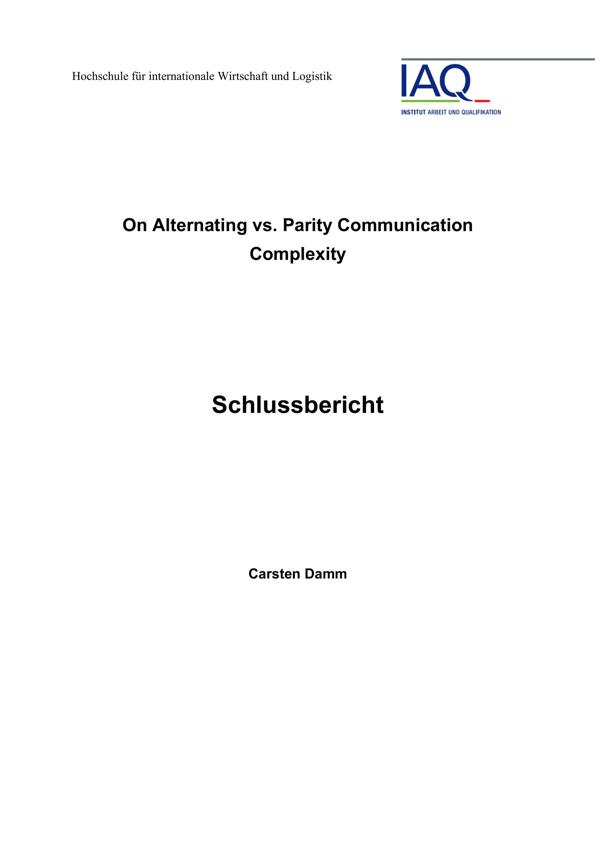 Hochschule für internationale Wirtschaft und Logistik
IAQ
INSTITUT ARBEIT UND QUALIFIKATION
On Alternating vs. Parity Communication
Complexity
Schlussbericht
Carsten Damm